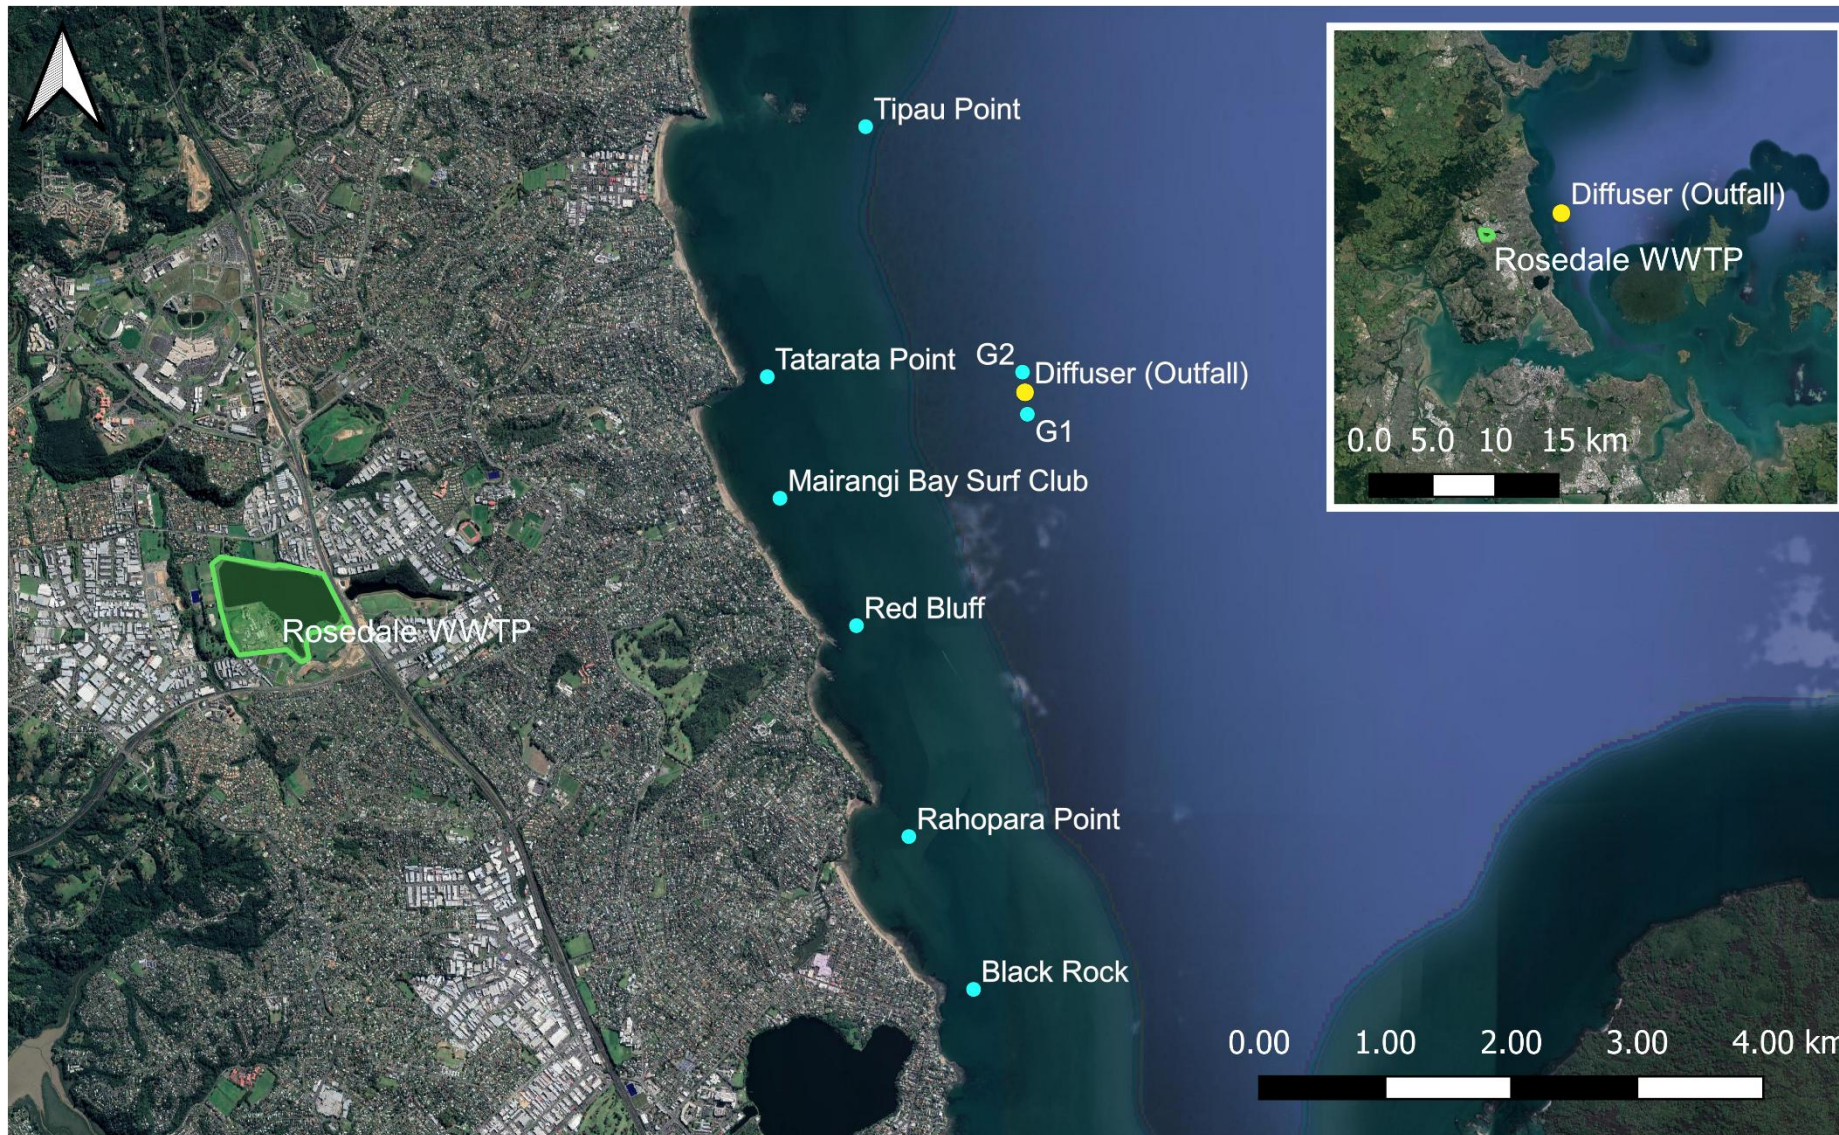 Tipau Point
Tatarata Point
G2
Diffuser (Outfall)
G1
Mairangi Bay Surf Club
Red Bluff
Rosedale WWTP
Rahopara Point
Black Rock
0.00 1.00 2.00 3.00 4.00 km
Diffuser (Outfall)
Rosedale WWTP
0.0 5.0 10 15 km